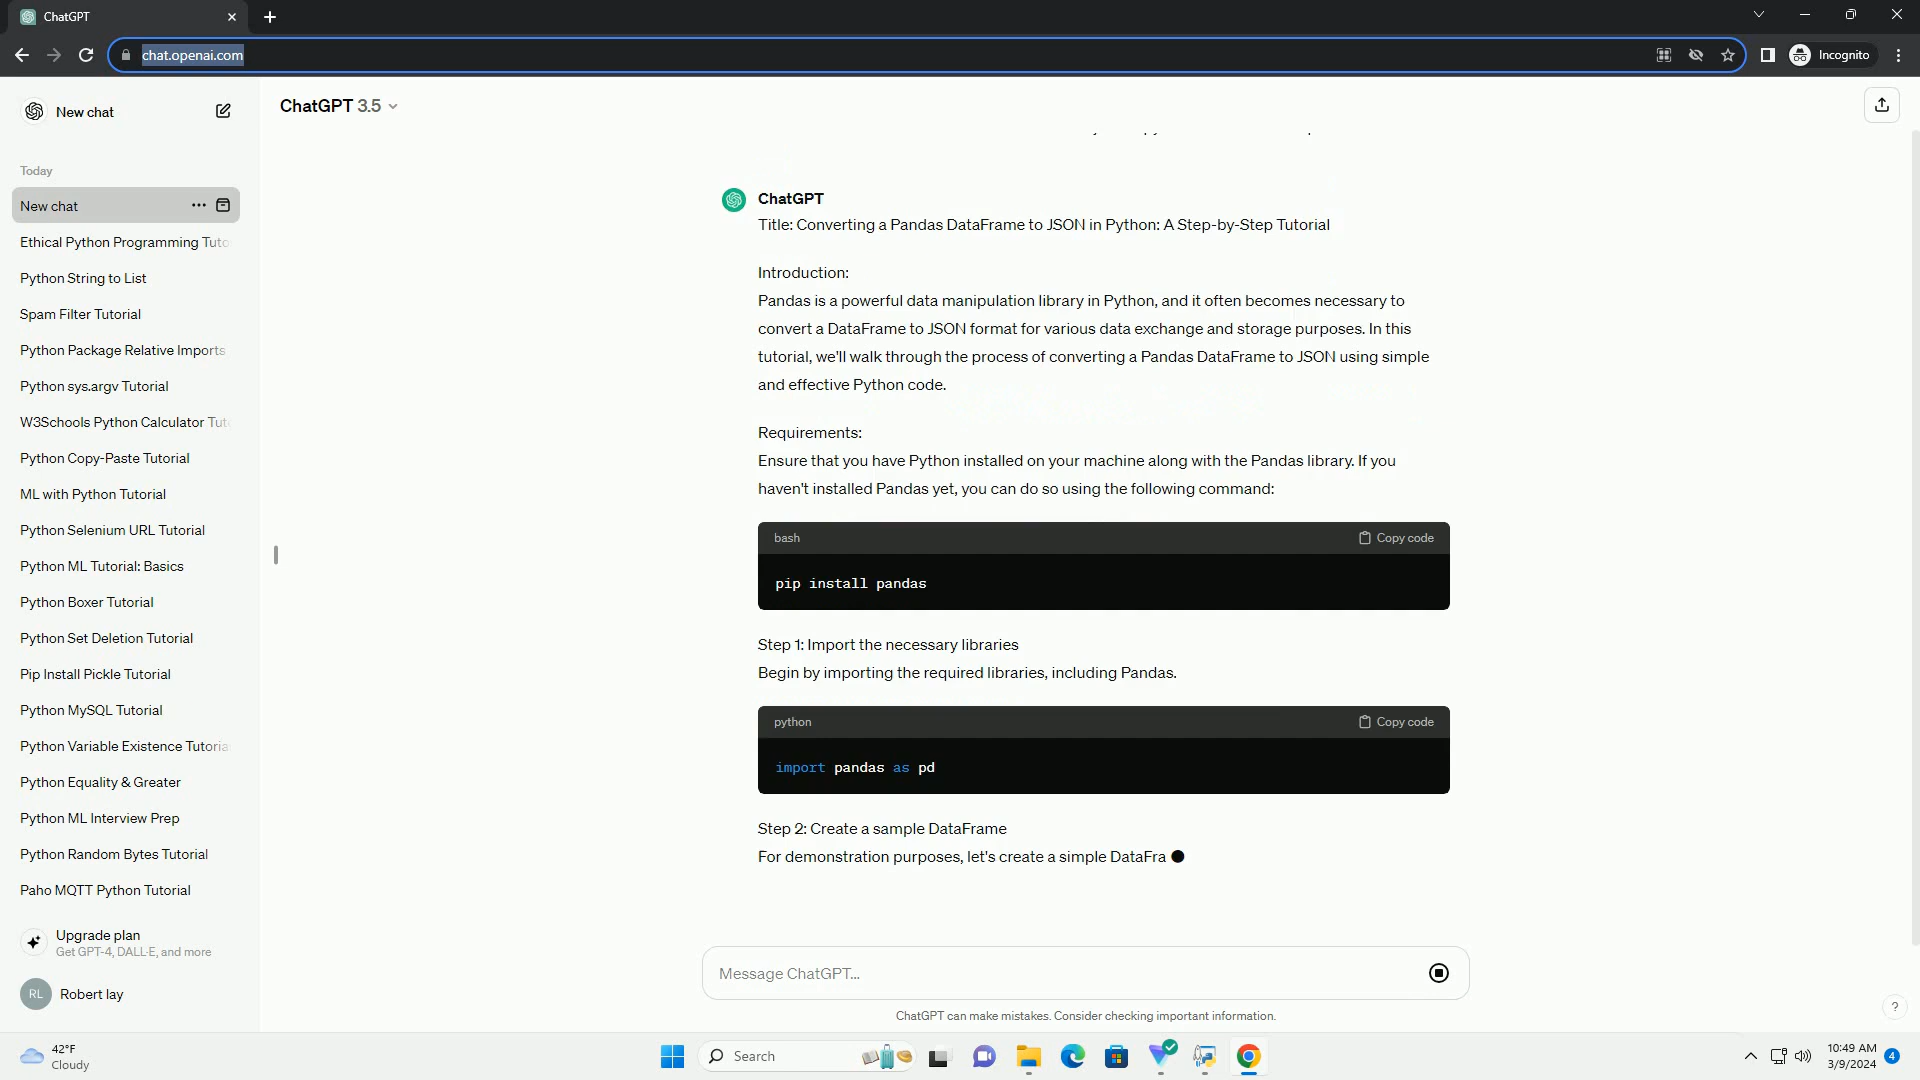 ChatGPT
chat.openai.com
Incognito
New chat
ChatGPT 3.5
Today
New chat
Ethical Python Programming Tuto
Python String to List
Spam Filter Tutorial
Python Package Relative Imports
Python sys.argv Tutorial
W3Schools Python Calculator Tut
Python Copy-Paste Tutorial
ML with Python Tutorial
Python Selenium URL Tutorial
Python ML Tutorial: Basics
Python Boxer Tutorial
Python Set Deletion Tutorial
Pip Install Pickle Tutorial
Python MySQL Tutorial
Python Variable Existence Tutoria
Python Equality & Greater
Python ML Interview Prep
Python Random Bytes Tutorial
Paho MQTT Python Tutorial
Upgrade plan
Get GPT-4, DALL·E, and more
RL Robert lay
ChatGPT
Title: Converting a Pandas DataFrame to JSON in Python: A Step-by-Step Tutorial
Introduction:
Pandas is a powerful data manipulation library in Python, and it often becomes necessary to
convert a DataFrame to JSON format for various data exchange and storage purposes. In this
tutorial, we'll walk through the process of converting a Pandas DataFrame to JSON using simple
and effective Python code.
Requirements:
Ensure that you have Python installed on your machine along with the Pandas library. If you
haven't installed Pandas yet, you can do so using the following command:
bash Copy code
pip install pandas
Step 1: Import the necessary libraries
Begin by importing the required libraries, including Pandas.
python Copy code
import pandas as pd
Step 2: Create a sample DataFrame
For demonstration purposes, let's create a simple DataFra
Message ChatGPT...
ChatGPT can make mistakes. Consider checking important information.
?
42°F
Cloudy
Search
10:49 AM
3/9/2024
4